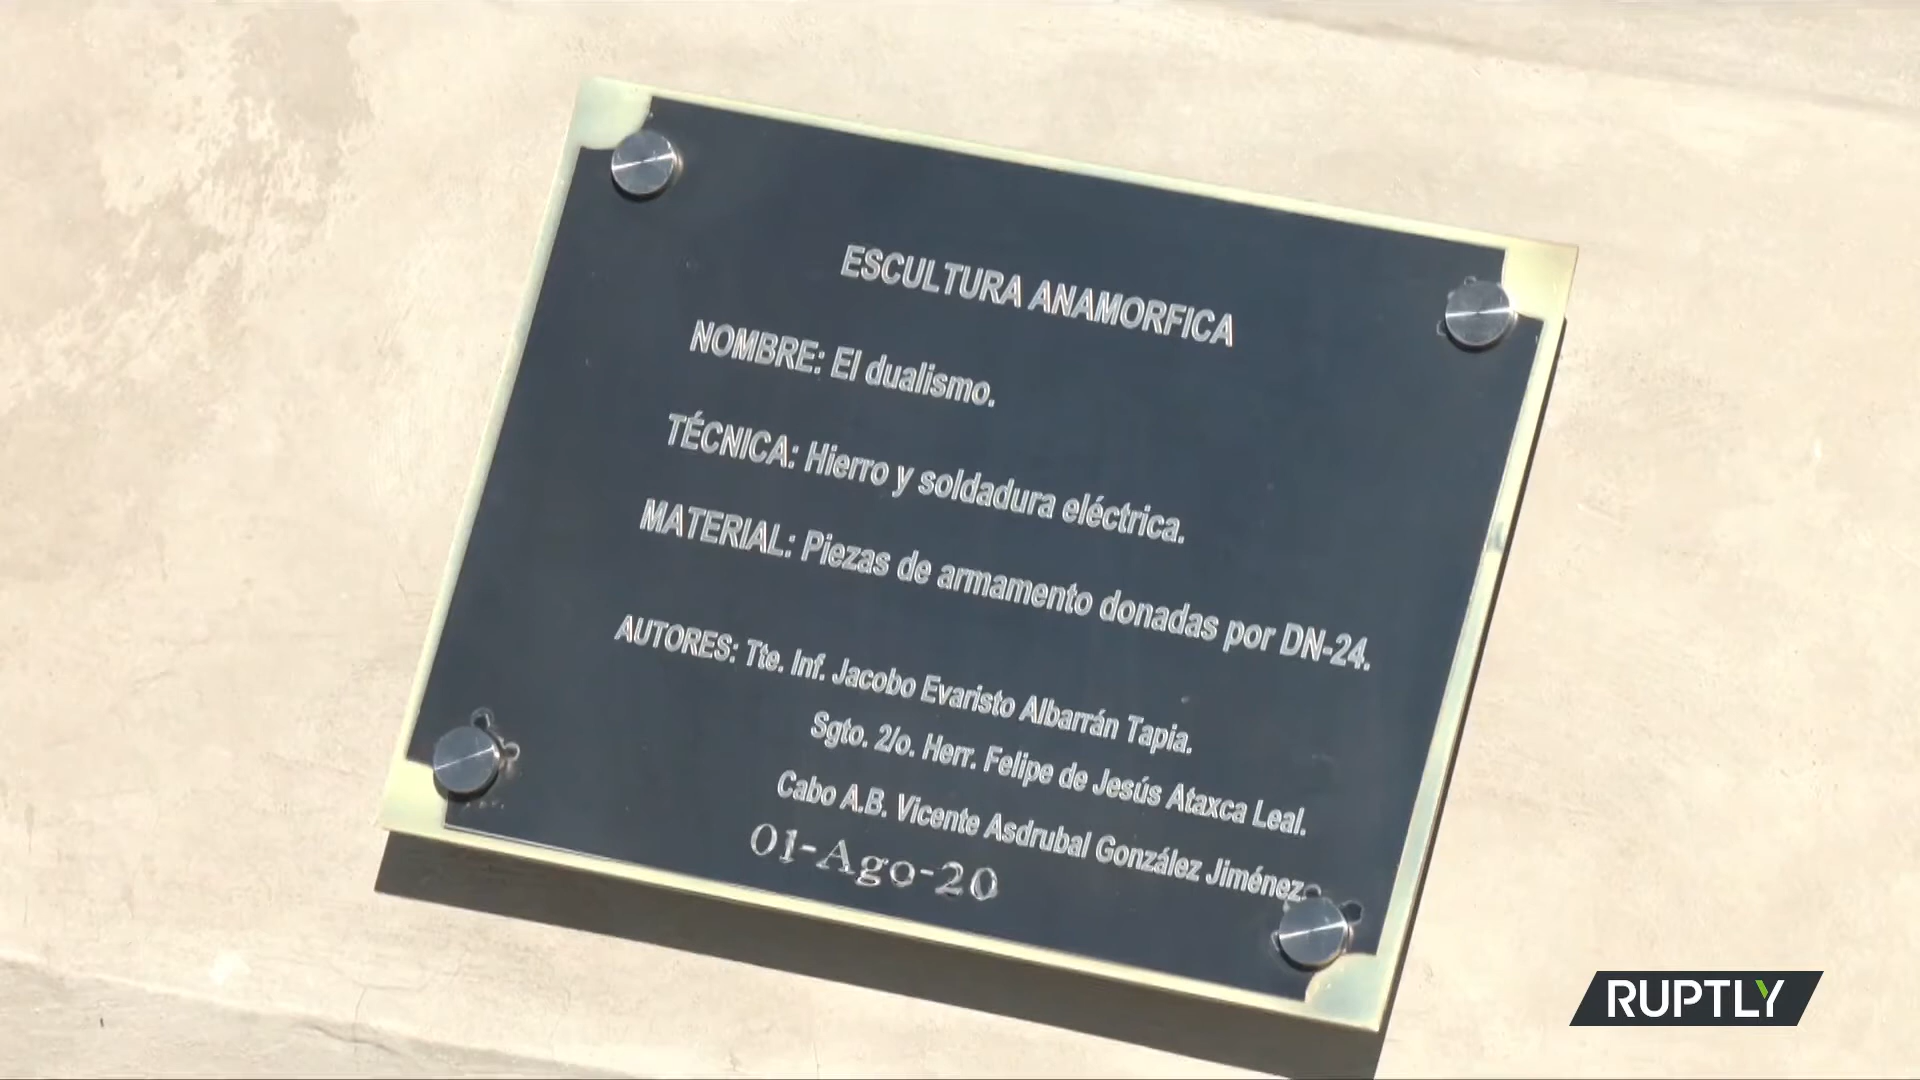 ESCULTURA ANAMORFICA
NOMBRE: El dualismo.
TÉCNICA: Hierro y soldadura eléctrica.
MATERIAL: Piezas de armamento donadas por DN-24.
AUTORES: Tte. Inf. Jacobo Evaristo Albarrán Tapia.
Sgto. 2/o. Herr. Felipe de Jesús Ataxca Leal.
Cabo A.B. Vicente Asdrubal González Jiménez.
01-Ago-20
RUPTLY